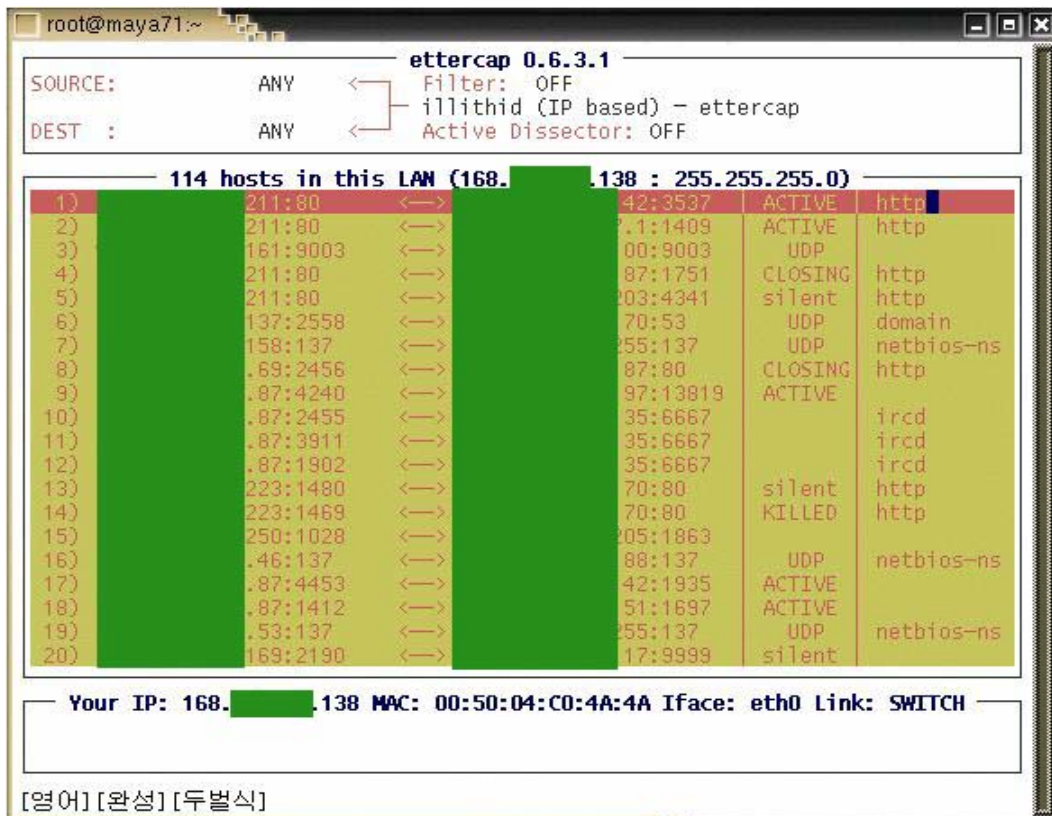 root@maya71:~
ettercap 0.6.3.1
SOURCE: ANY <— Filter: OFF
illithid (IP based) – ettercap
DEST : ANY <— Active Dissector: OFF
114 hosts in this LAN (168. .138 : 255.255.255.0)
1) 211:80 <—> 42:3537 ACTIVE http
2) 211:80 <—> .1:1409 ACTIVE http
3) 161:9003 <—> 00:9003 UDP
4) 211:80 <—> 87:1751 CLOSING http
5) 211:80 <—> 203:4341 silent http
6) 137:2558 <—> 70:53 UDP domain
7) 158:137 <—> 255:137 UDP netbios-ns
8) .69:2456 <—> 87:80 CLOSING http
9) .87:4240 <—> 97:13819 ACTIVE
10) .87:2455 <—> 35:6667 ircd
11) .87:3911 <—> 35:6667 ircd
12) .87:1902 <—> 35:6667 ircd
13) 223:1480 <—> 70:80 silent http
14) 223:1469 <—> 70:80 KILLED http
15) 250:1028 <—> 205:1863
16) .46:137 <—> 88:137 UDP netbios-ns
17) .87:4453 <—> 42:1935 ACTIVE
18) .87:1412 <—> 51:1697 ACTIVE
19) .53:137 <—> 255:137 UDP netbios-ns
20) 169:2190 <—> 17:9999 silent
Your IP: 168. .138 MAC: 00:50:04:C0:4A:4A Iface: eth0 Link: SWITCH
[영어][완성][두벌식]